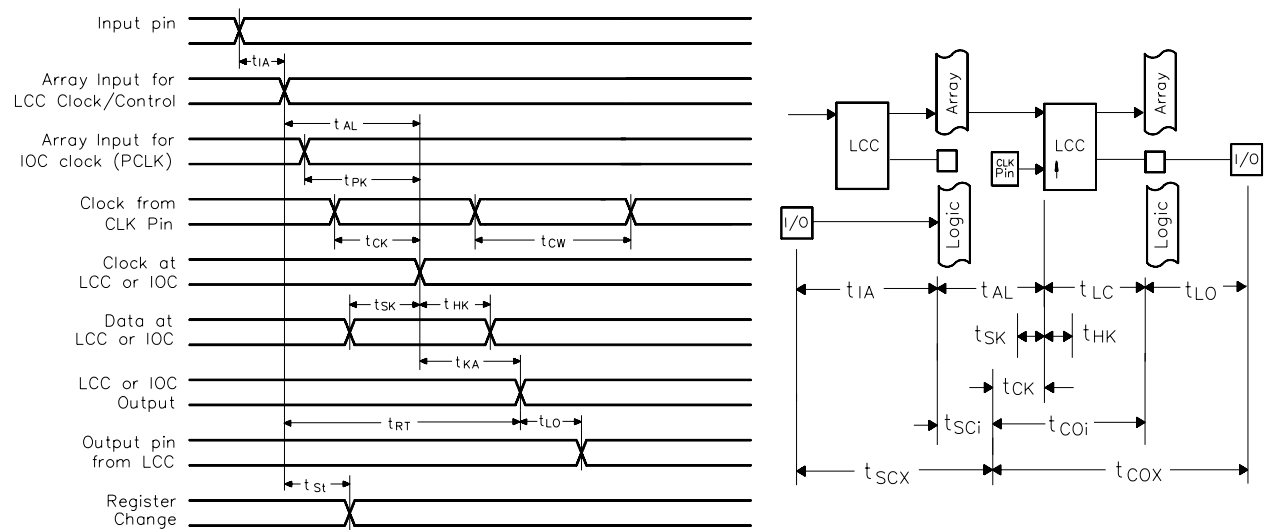 Input pin
tIA
Array Input for
LCC Clock/Control
tAL
Array Input for
IOC clock (PCLK)
tPK
Clock from
CLK Pin
tCK
tCW
Clock at
LCC or IOC
tSK
tHK
Data at
LCC or IOC
tKA
LCC or IOC
Output
tRT
tLO
Output pin
from LCC
tSt
Register
Change
Array
Array
LCC
LCC
CLK
Pin
I/O
I/O
Logic
Logic
tIA
tAL
tLC
tLO
tSK
tHK
tCK
tSCi
tCOi
tSCX
tCOX